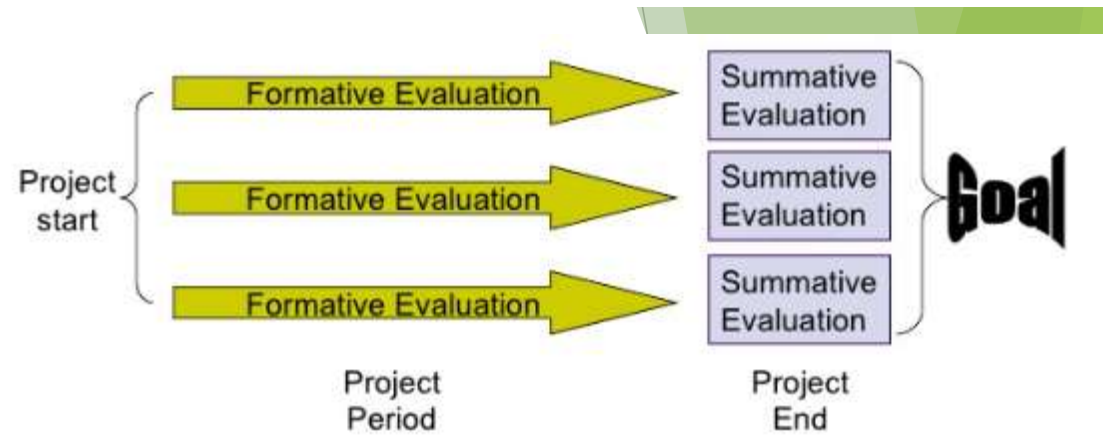 Formative Evaluation
Summative
Evaluation
Project
start
Formative Evaluation
Summative
Evaluation
Goal
Formative Evaluation
Summative
Evaluation
Project
Period
Project
End